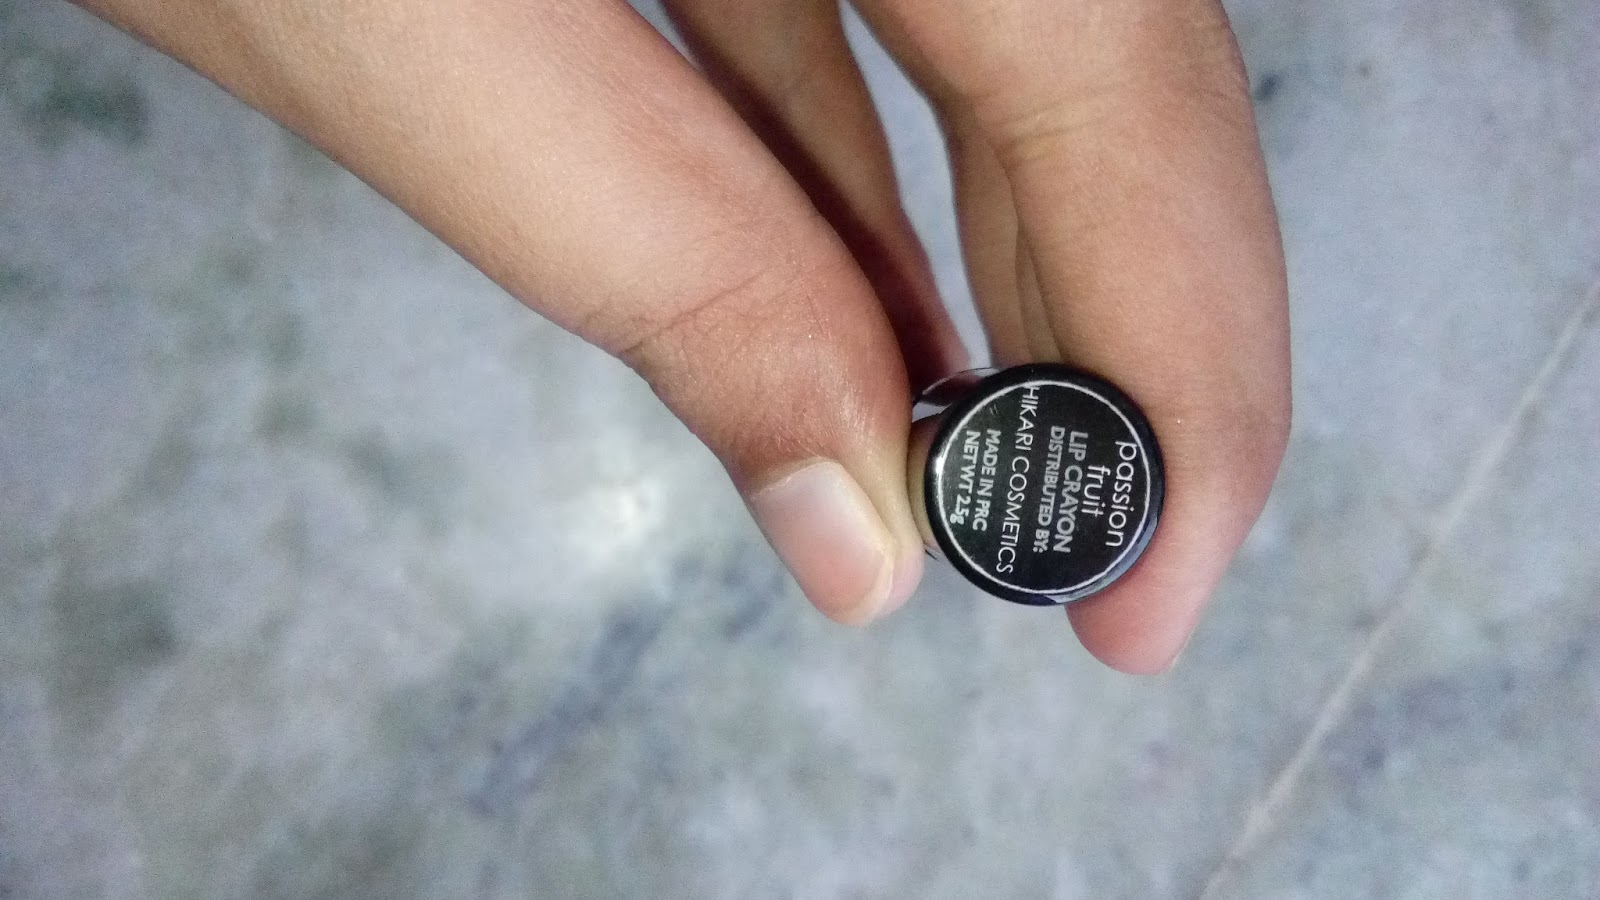 passion
fruit
LIP CRAYON
DISTRIBUTED BY:
HIKARI COSMETICS
MADE IN PRC
NET WT 2.5g